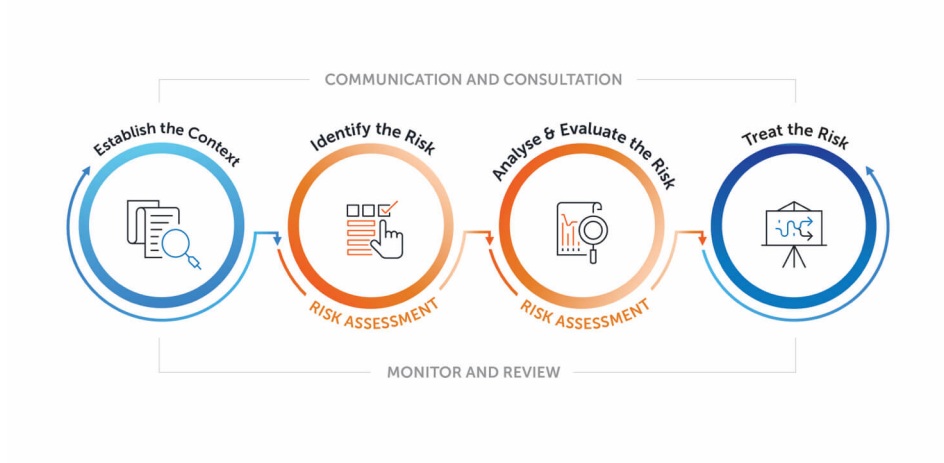 COMMUNICATION AND CONSULTATION
Establish the Context
Identify the Risk
Analyse & Evaluate the Risk
Treat the Risk
RISK ASSESSMENT
RISK ASSESSMENT
MONITOR AND REVIEW